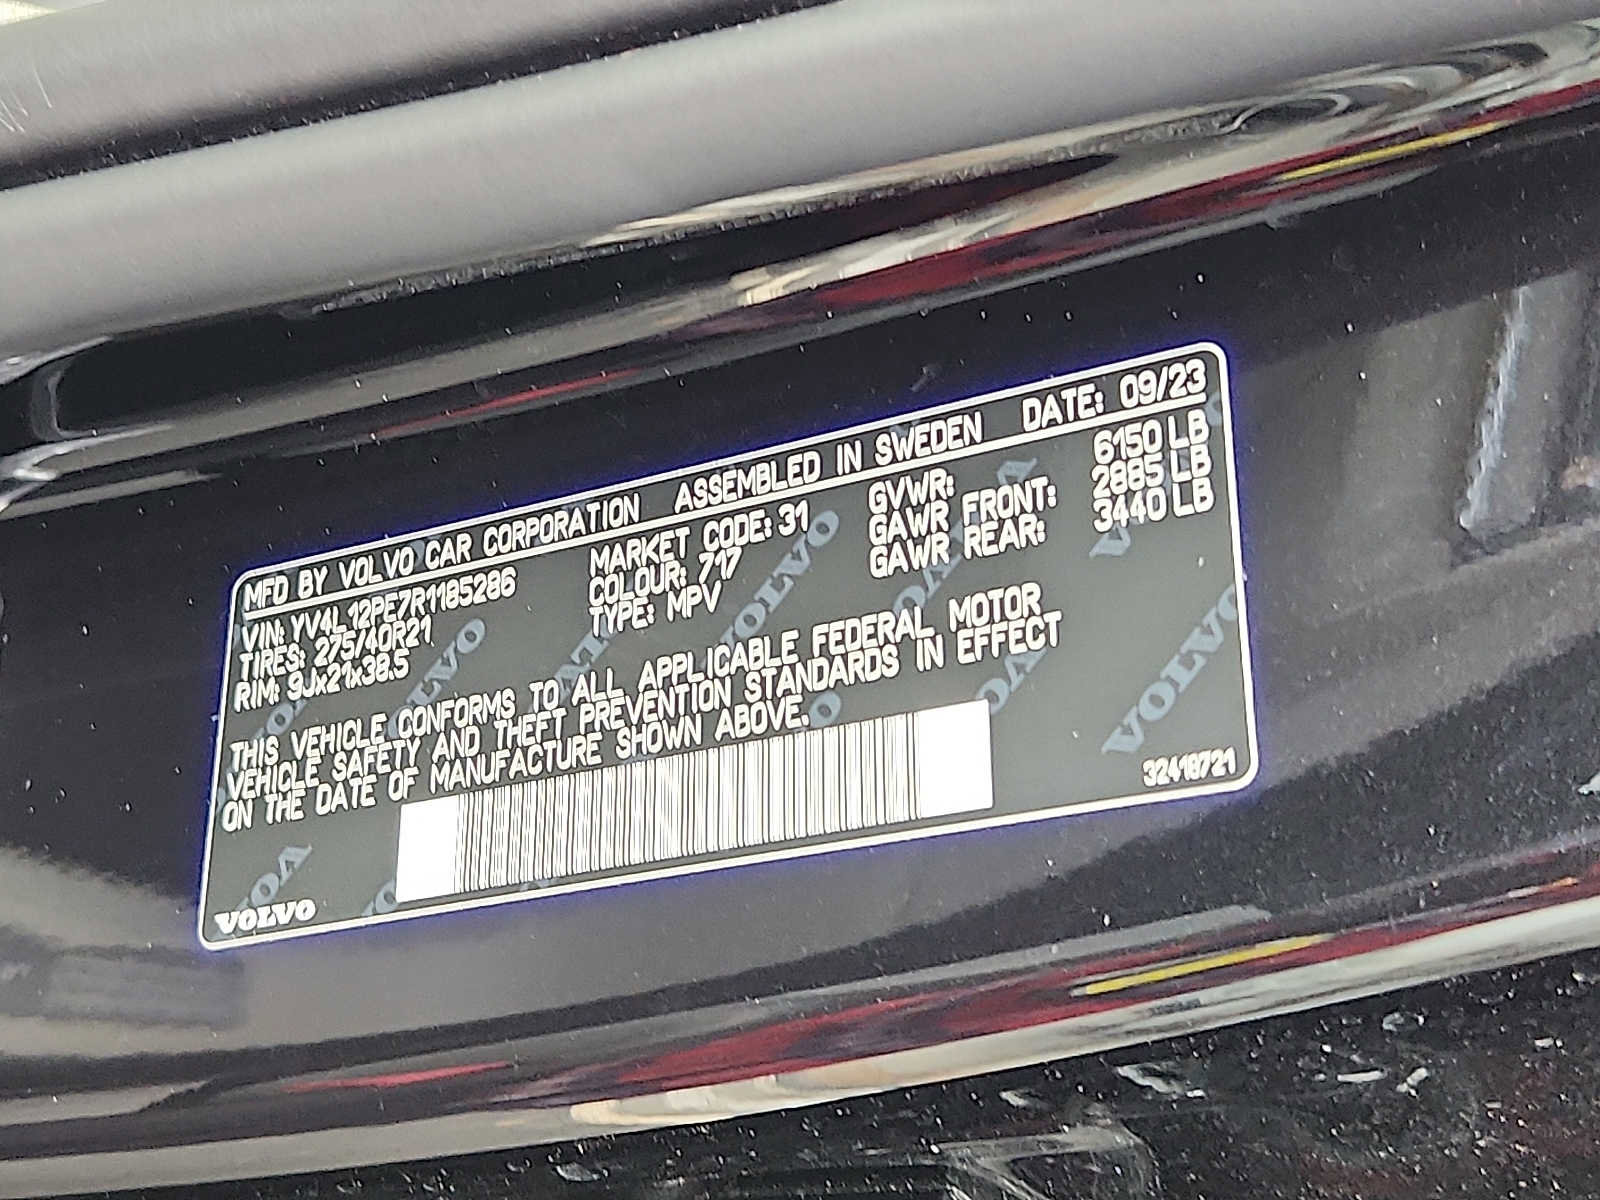 MFD BY VOLVO CAR CORPORATION ASSEMBLED IN SWEDEN DATE: 09/23
VIN: YV4L12PE7R1185286 MARKET CODE: 31 GVWR: 6150 LB
TIRES: 275/40R21 COLOUR: 717 GAWR FRONT: 2885 LB
RIM: 9Jx21x38.5 TYPE: MPV GAWR REAR: 3440 LB
THIS VEHICLE CONFORMS TO ALL APPLICABLE FEDERAL MOTOR
VEHICLE SAFETY AND THEFT PREVENTION STANDARDS IN EFFECT
ON THE DATE OF MANUFACTURE SHOWN ABOVE.
32418721
VOLVO